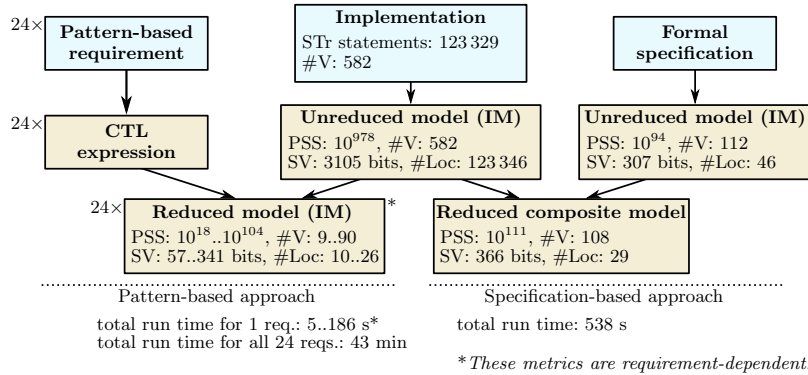 24×
Pattern-based
requirement
Implementation
STr statements: 123 329
#V: 582
Formal
specification
24×
CTL
expression
Unreduced model (IM)
PSS: 10^978, #V: 582
SV: 3105 bits, #Loc: 123 346
Unreduced model (IM)
PSS: 10^94, #V: 112
SV: 307 bits, #Loc: 46
24×
Reduced model (IM)
*
PSS: 10^18..10^104, #V: 9..90
SV: 57..341 bits, #Loc: 10..26
Reduced composite model
PSS: 10^111, #V: 108
SV: 366 bits, #Loc: 29
Pattern-based approach
total run time for 1 req.: 5..186 s*
total run time for all 24 reqs.: 43 min
Specification-based approach
total run time: 538 s
*These metrics are requirement-dependent